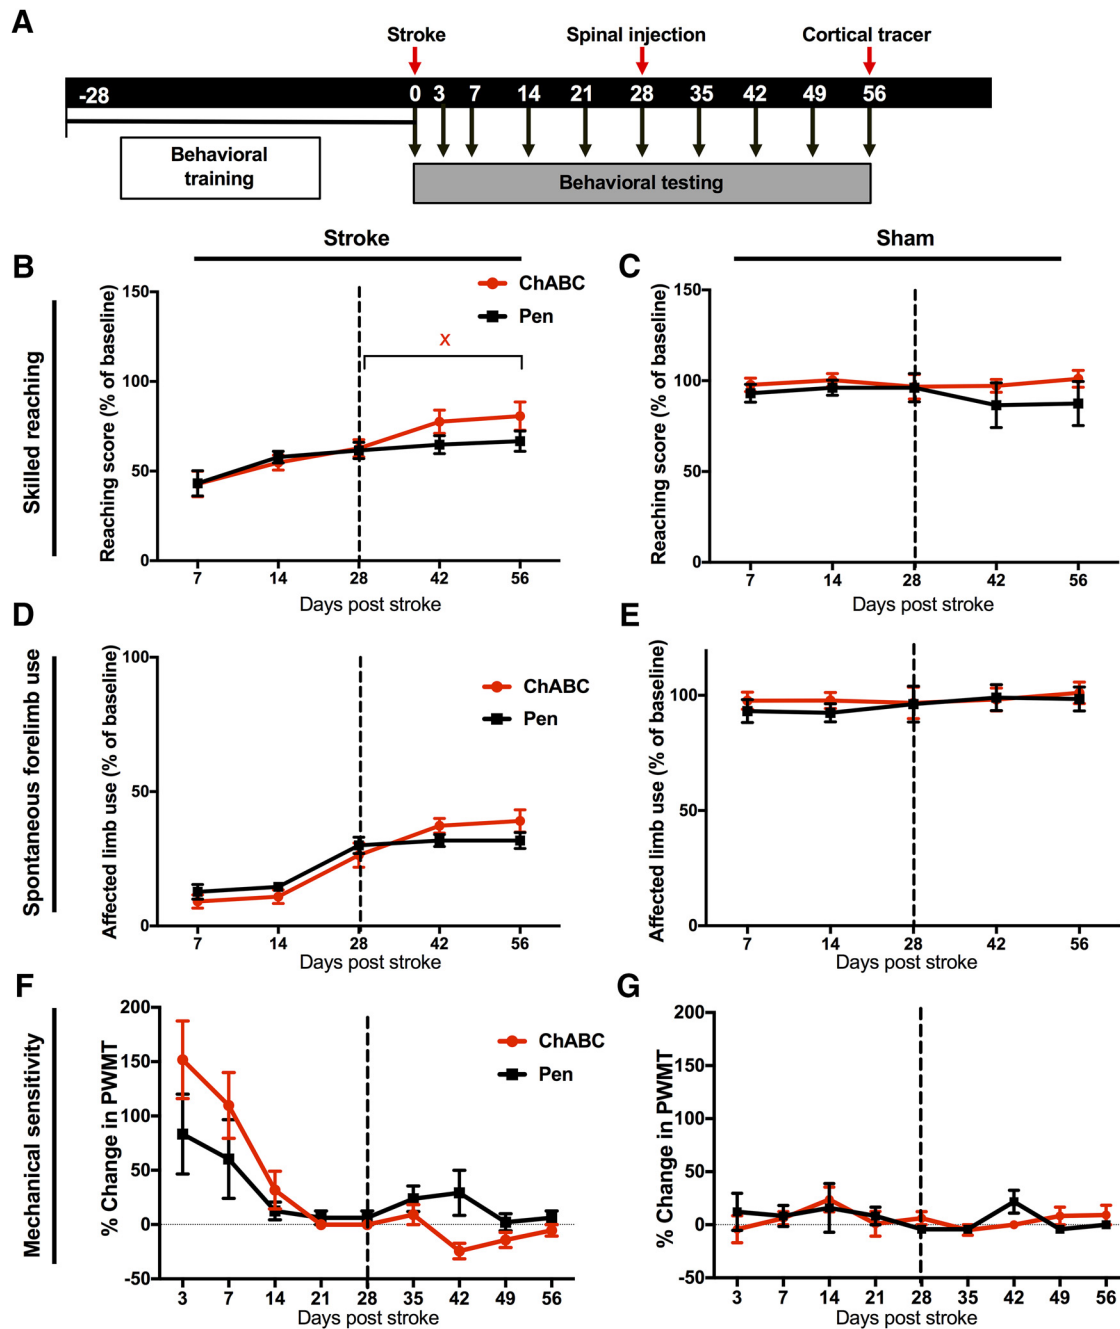 A
Stroke Spinal injection Cortical tracer
-28 0 3 7 14 21 28 35 42 49 56
Behavioral
training
Behavioral testing
Stroke
Sham
B
Skilled reaching
Reaching score (% of baseline)
150
100
50
0
ChABC
Pen
x
7 14 28 42 56
Days post stroke
C
Reaching score (% of baseline)
150
100
50
0
7 14 28 42 56
Days post stroke
D
Spontaneous forelimb use
Affected limb use (% of baseline)
100
50
0
ChABC
Pen
7 14 28 42 56
Days post stroke
E
Affected limb use (% of baseline)
100
50
0
7 14 28 42 56
Days post stroke
F
Mechanical sensitivity
% Change in PWMT
200
150
100
50
0
-50
ChABC
Pen
3 7 14 21 28 35 42 49 56
Days post stroke
G
% Change in PWMT
200
150
100
50
0
-50
3 7 14 21 28 35 42 49 56
Days post stroke